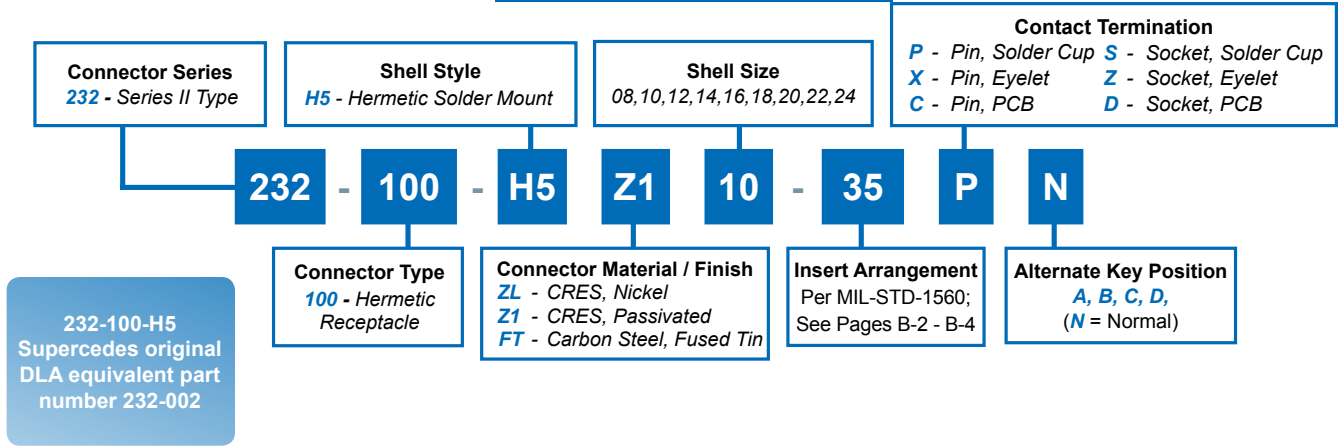 Connector Series
232 - Series II Type
Shell Style
H5 - Hermetic Solder Mount
Shell Size
08,10,12,14,16,18,20,22,24
Contact Termination
P - Pin, Solder Cup S - Socket, Solder Cup
X - Pin, Eyelet Z - Socket, Eyelet
C - Pin, PCB D - Socket, PCB
232 - 100 - H5 Z1 10 - 35 P N
Connector Type
100 - Hermetic
Receptacle
Connector Material / Finish
ZL - CRES, Nickel
Z1 - CRES, Passivated
FT - Carbon Steel, Fused Tin
Insert Arrangement
Per MIL-STD-1560;
See Pages B-2 - B-4
Alternate Key Position
A, B, C, D,
(N = Normal)
232-100-H5
Supercedes original
DLA equivalent part
number 232-002